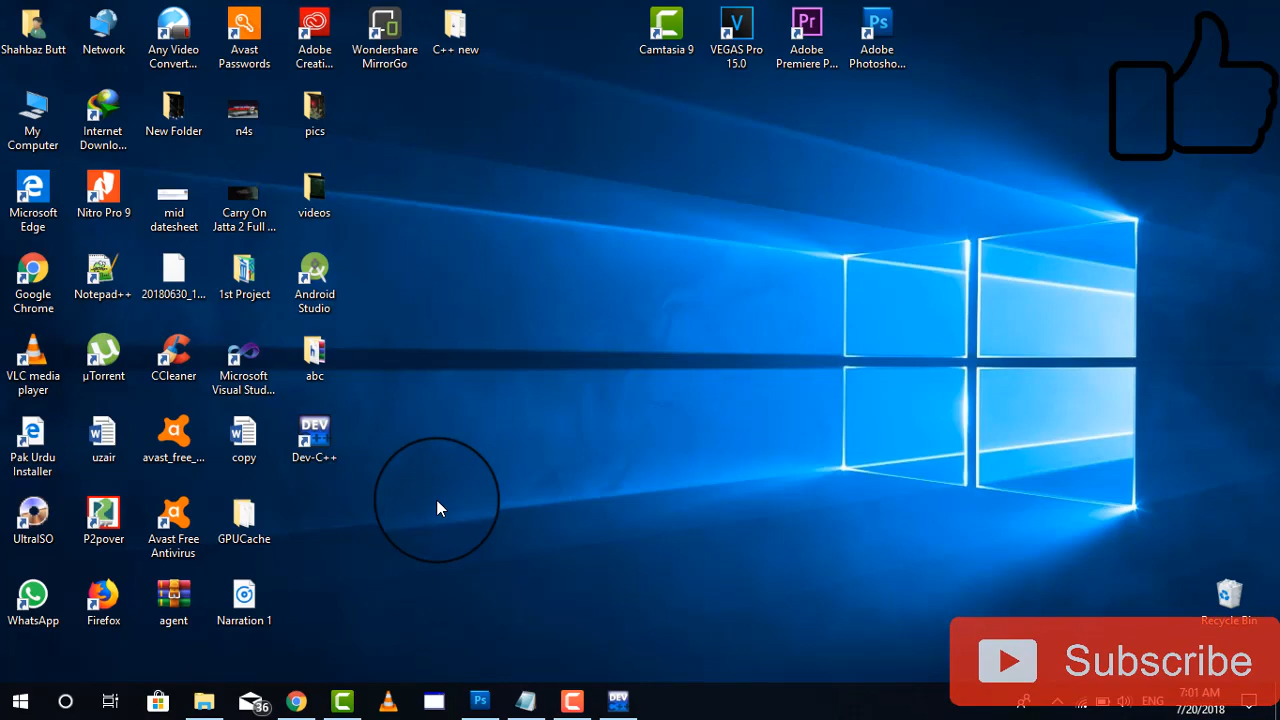 Shahbaz Butt
Network
Any Video
Convert...
Avast
Passwords
Adobe
Creati...
Wondershare
MirrorGo
C++ new
Camtasia 9
VEGAS Pro
15.0
Adobe
Premiere P...
Adobe
Photosho...
My
Computer
Internet
Downlo...
New Folder
n4s
pics
Microsoft
Edge
Nitro Pro 9
mid
datesheet
Carry On
Jatta 2 Full ...
videos
Google
Chrome
Notepad++
20180630_1...
1st Project
Android
Studio
VLC media
player
µTorrent
CCleaner
Microsoft
Visual Stud...
abc
Pak Urdu
Installer
uzair
avast_free_...
copy
DEV
Dev-C++
UltraISO
P2pover
Avast Free
Antivirus
GPUCache
WhatsApp
Firefox
agent
Narration 1
Recycle Bin
Subscribe
36
Ps
DEV
ENG
7:01 AM
7/20/2018